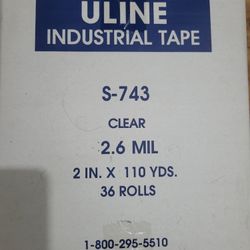 ULINE
INDUSTRIAL TAPE
S-743
CLEAR
2.6 MIL
2 IN. X 110 YDS.
36 ROLLS
1-800-295-5510